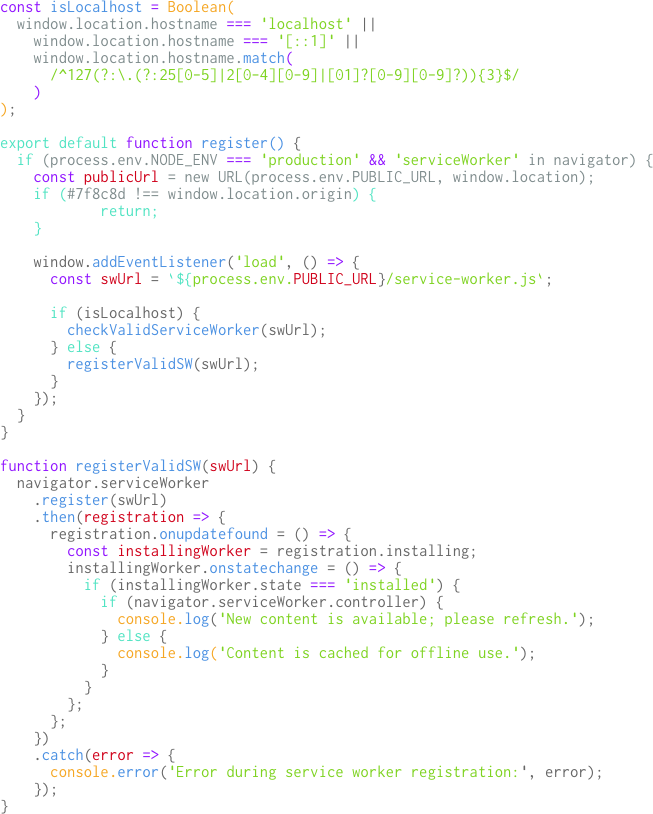 const isLocalhost = Boolean(
  window.location.hostname === 'localhost' ||
    window.location.hostname === '[::1]' ||
    window.location.hostname.match(
      /^127(?:\.(?:25[0-5]|2[0-4][0-9]|[01]?[0-9][0-9]?)){3}$/
    )
);

export default function register() {
  if (process.env.NODE_ENV === 'production' && 'serviceWorker' in navigator) {
    const publicUrl = new URL(process.env.PUBLIC_URL, window.location);
    if (#7f8c8d !== window.location.origin) {
            return;
    }

    window.addEventListener('load', () => {
      const swUrl = `${process.env.PUBLIC_URL}/service-worker.js`;

      if (isLocalhost) {
        checkValidServiceWorker(swUrl);
      } else {
        registerValidSW(swUrl);
      }
    });
  }
}

function registerValidSW(swUrl) {
  navigator.serviceWorker
    .register(swUrl)
    .then(registration => {
      registration.onupdatefound = () => {
        const installingWorker = registration.installing;
        installingWorker.onstatechange = () => {
          if (installingWorker.state === 'installed') {
            if (navigator.serviceWorker.controller) {
              console.log('New content is available; please refresh.');
            } else {
              console.log('Content is cached for offline use.');
            }
          }
        };
      };
    })
    .catch(error => {
      console.error('Error during service worker registration:', error);
    });
}